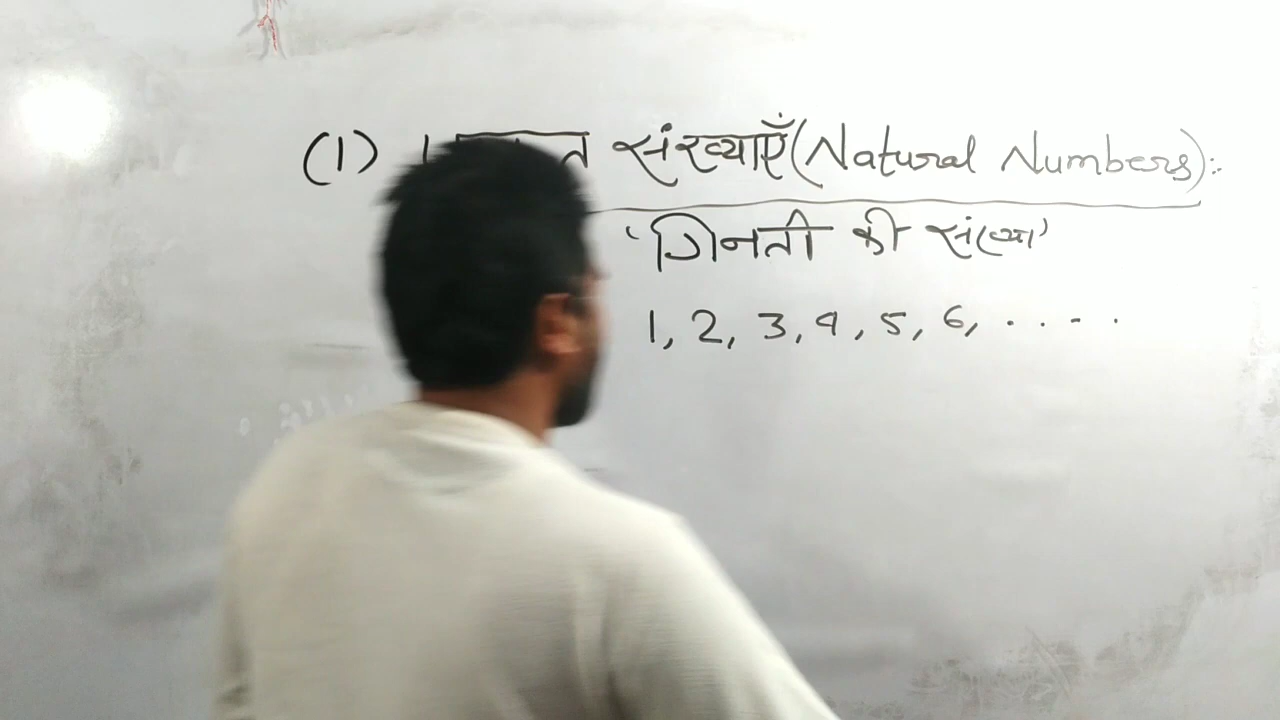 (1) संख्याएँ (Natural Numbers):
'गिनती की संख्या'
1, 2, 3, 4, 5, 6, . . . .